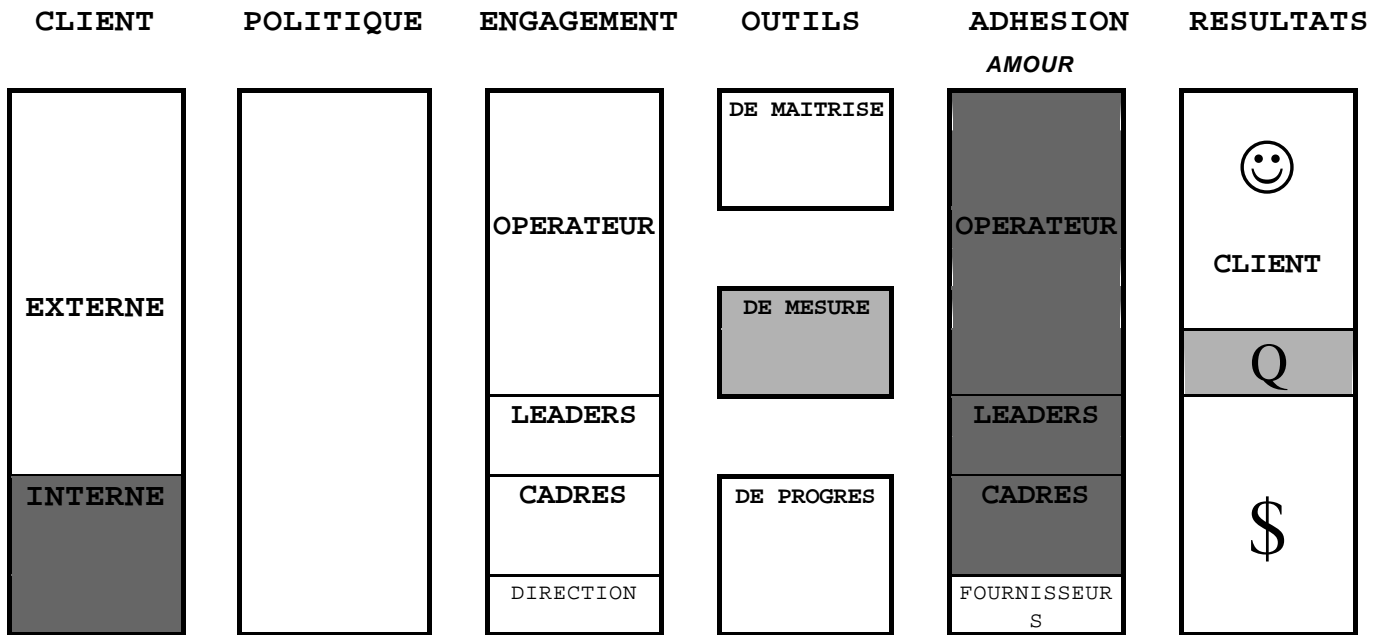 CLIENT POLITIQUE ENGAGEMENT OUTILS ADHESION RESULTATS
AMOUR
EXTERNE
INTERNE
OPERATEUR
LEADERS
CADRES
DIRECTION
DE MAITRISE
DE MESURE
DE PROGRES
OPERATEUR
LEADERS
CADRES
FOURNISSEUR
S
CLIENT
Q
$